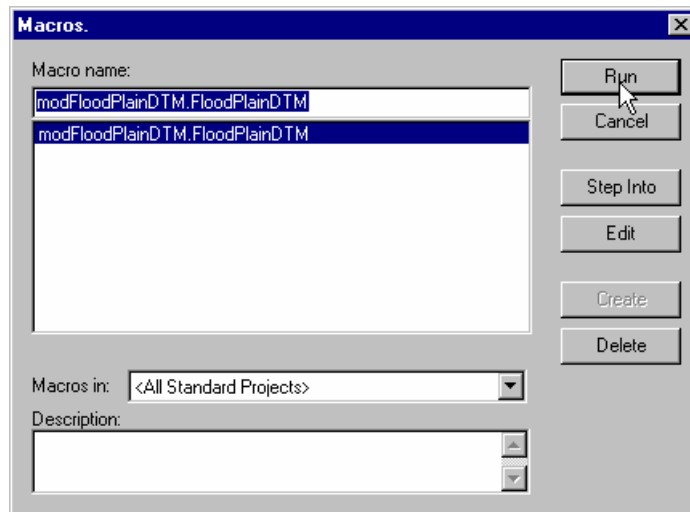 Macros.
Macro name:
modFloodPlainDTM.FloodPlainDTM
modFloodPlainDTM.FloodPlainDTM
Run
Cancel
Step Into
Edit
Create
Delete
Macros in: <All Standard Projects>
Description: